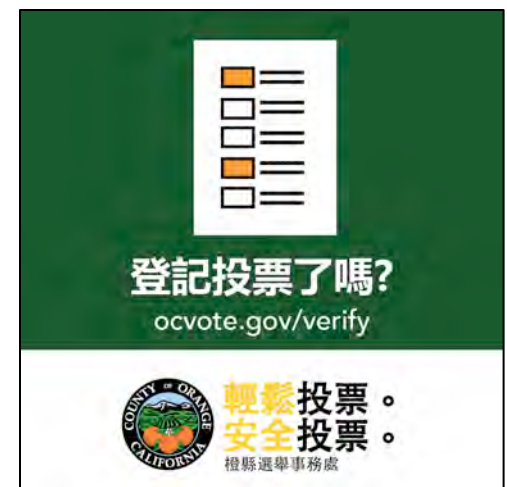 登記投票了嗎?
ocvote.gov/verify
COUNTY OF ORANGE
CALIFORNIA
輕鬆投票。
安全投票。
橙縣選舉事務處